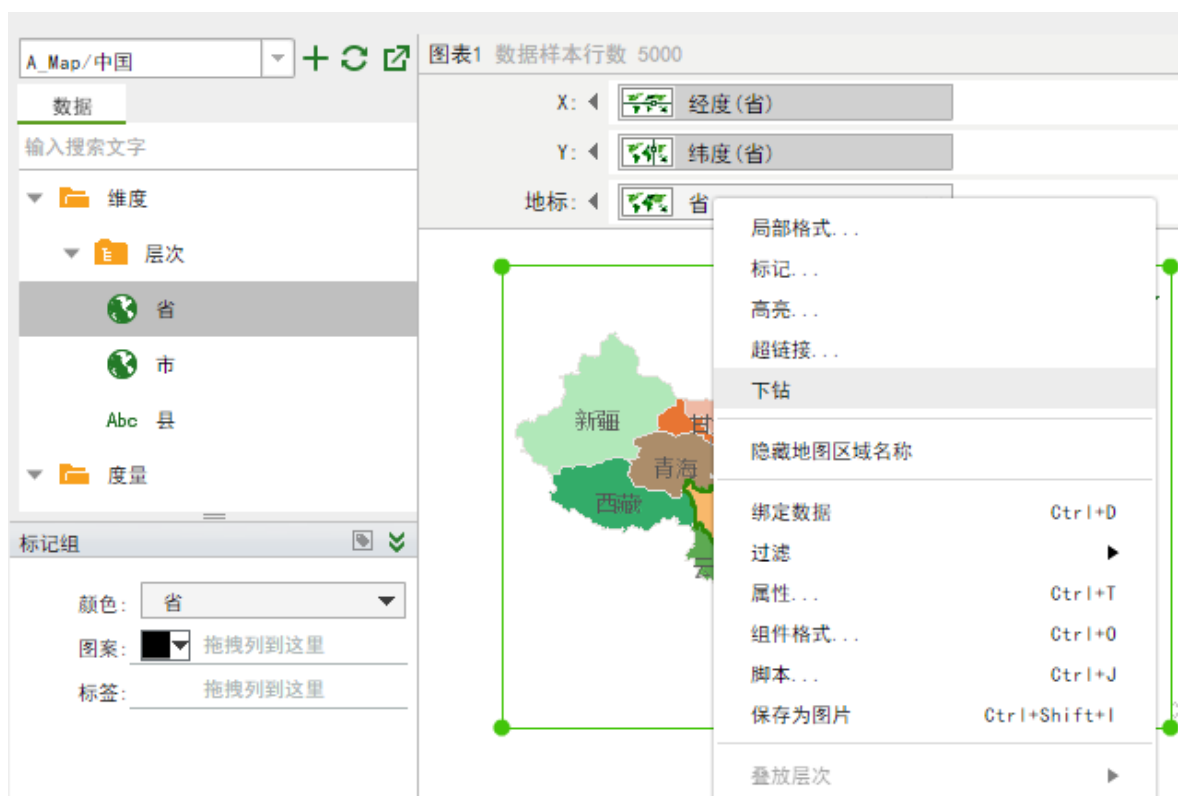 A_Map/中国
数据
输入搜索文字
维度
层次
省
市
Abc 县
度量
标记组
颜色: 省
图案: 拖拽列到这里
标签: 拖拽列到这里
图表1 数据样本行数 5000
X: 经度(省)
Y: 纬度(省)
地标: 省
新疆
甘
青海
西藏
云
局部格式...
标记...
高亮...
超链接...
下钻
隐藏地图区域名称
绑定数据 Ctrl+D
过滤
属性... Ctrl+T
组件格式... Ctrl+O
脚本... Ctrl+J
保存为图片 Ctrl+Shift+I
叠放层次